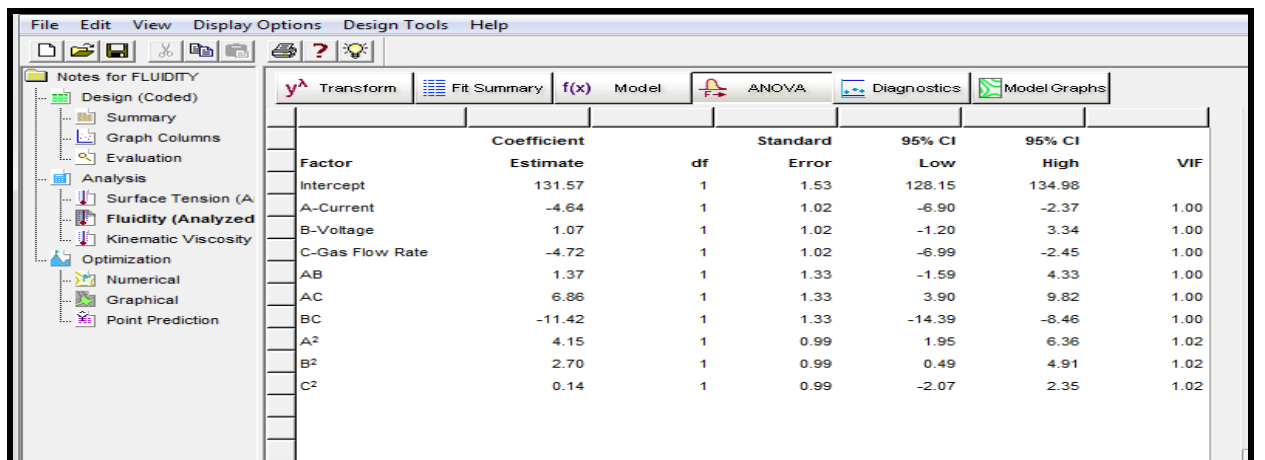 File Edit View Display Options Design Tools Help
Notes for FLUIDITY
Design (Coded)
Summary
Graph Columns
Evaluation
Analysis
Surface Tension (A
Fluidity (Analyzed
Kinematic Viscosity
Optimization
Numerical
Graphical
Point Prediction
yλ Transform Fit Summary f(x) Model F ANOVA Diagnostics Model Graphs
Coefficient Standard 95% CI 95% CI
Factor Estimate df Error Low High VIF
Intercept 131.57 1 1.53 128.15 134.98
A-Current -4.64 1 1.02 -6.90 -2.37 1.00
B-Voltage 1.07 1 1.02 -1.20 3.34 1.00
C-Gas Flow Rate -4.72 1 1.02 -6.99 -2.45 1.00
AB 1.37 1 1.33 -1.59 4.33 1.00
AC 6.86 1 1.33 3.90 9.82 1.00
BC -11.42 1 1.33 -14.39 -8.46 1.00
A² 4.15 1 0.99 1.95 6.36 1.02
B² 2.70 1 0.99 0.49 4.91 1.02
C² 0.14 1 0.99 -2.07 2.35 1.02